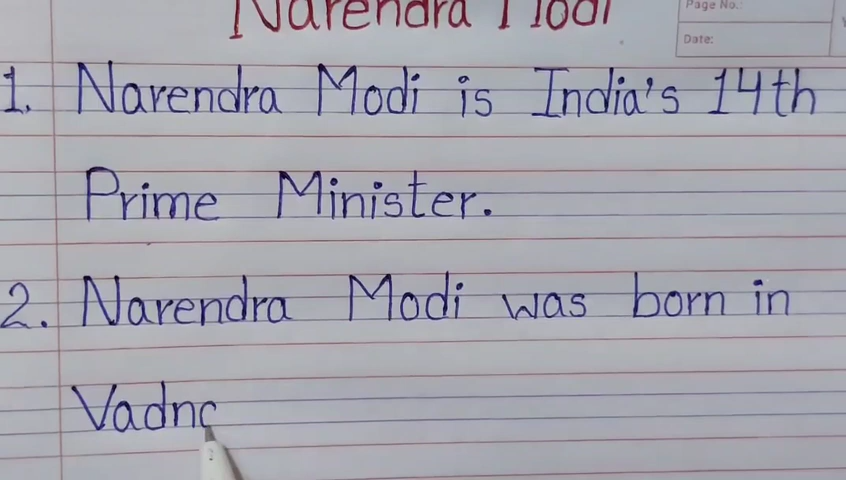 Narendra Modi
Page No.:
Date:
1. Narendra Modi is India's 14th
Prime Minister.
2. Narendra Modi was born in
Vadna